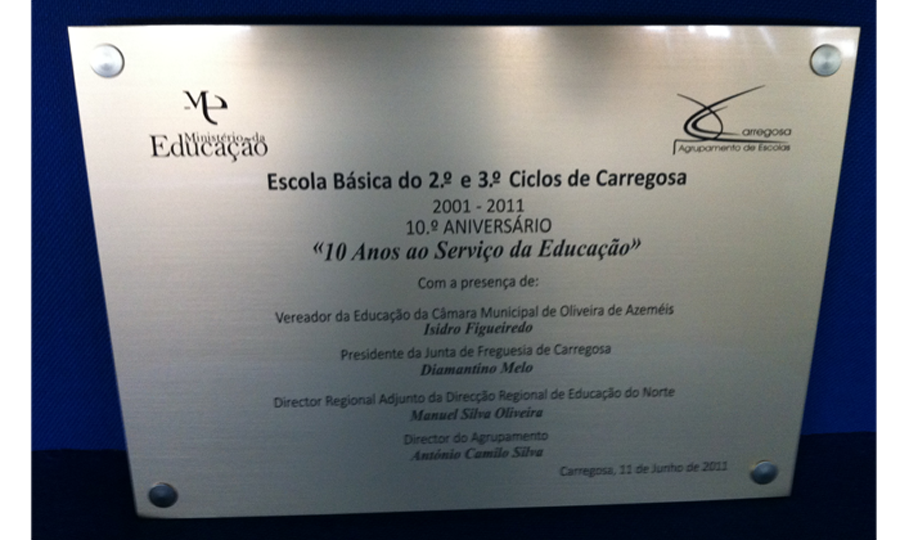 Me
Ministério da
Educação
Carregosa
Agrupamento de Escolas
Escola Básica do 2.º e 3.º Ciclos de Carregosa
2001 - 2011
10.º ANIVERSÁRIO
«10 Anos ao Serviço da Educação»
Com a presença de:
Vereador da Educação da Câmara Municipal de Oliveira de Azeméis
Isidro Figueiredo
Presidente da Junta de Freguesia de Carregosa
Diamantino Melo
Director Regional Adjunto da Direcção Regional de Educação do Norte
Manuel Silva Oliveira
Director do Agrupamento
António Camilo Silva
Carregosa, 11 de Junho de 2011